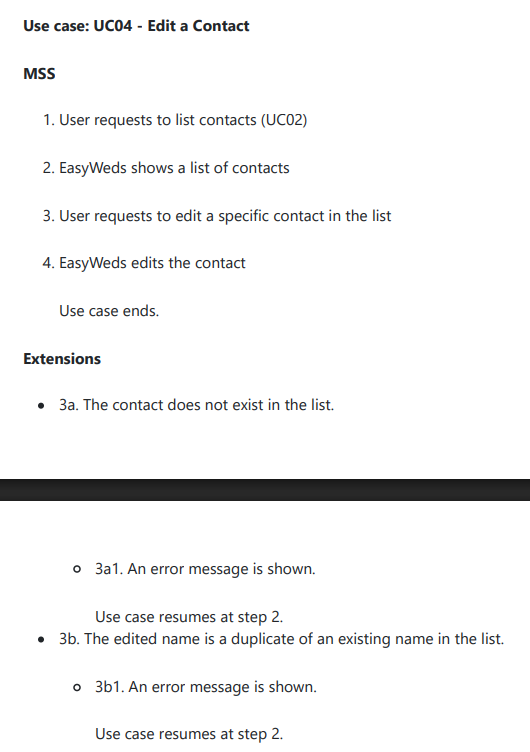 Use case: UC04 - Edit a Contact
MSS
1. User requests to list contacts (UC02)
2. EasyWeds shows a list of contacts
3. User requests to edit a specific contact in the list
4. EasyWeds edits the contact
Use case ends.
Extensions
• 3a. The contact does not exist in the list.
○ 3a1. An error message is shown.
Use case resumes at step 2.
• 3b. The edited name is a duplicate of an existing name in the list.
○ 3b1. An error message is shown.
Use case resumes at step 2.